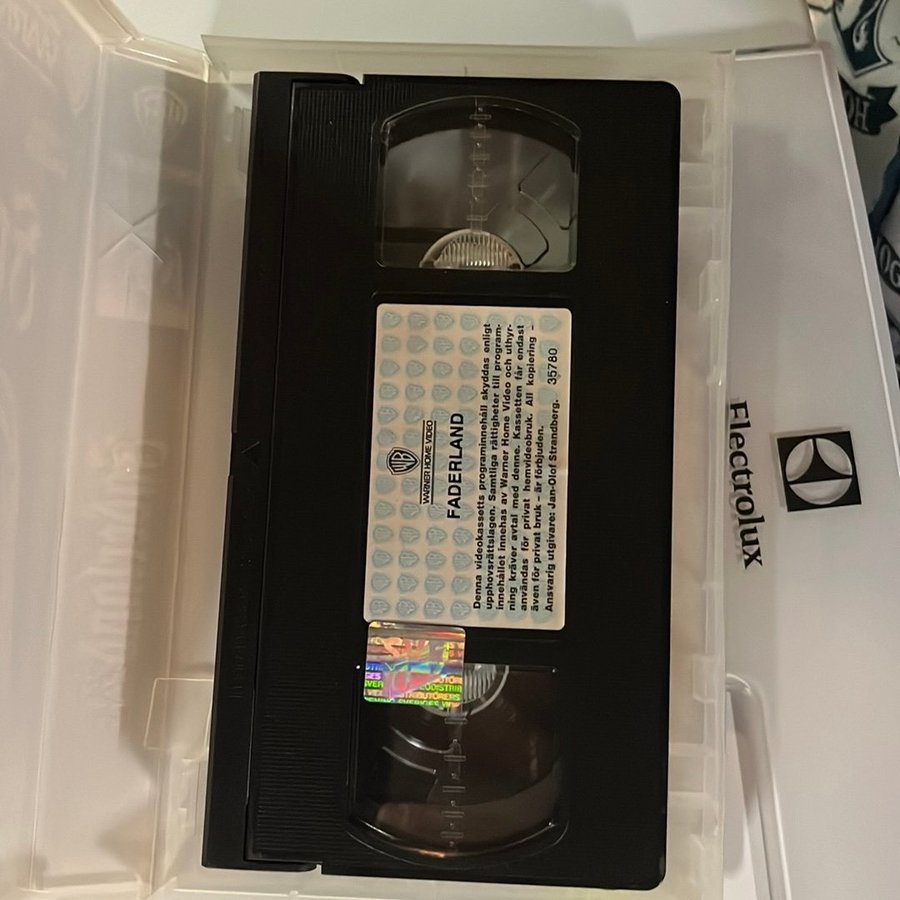 WB
WARNER HOME VIDEO
FADERLAND
Denna videokassetts programinnehåll skyddas enligt
upphovsrättslagen. Samtliga rättigheter till program-
innehållet innehas av Warner Home Video och uthyr-
ning kräver avtal med denne. Kassetten får endast
användas för privat hemvideobruk. All kopiering –
även för privat bruk – är förbjuden.
Ansvarig utgivare: Jan-Olof Strandberg. 35780
SVERIGES
Electrolux